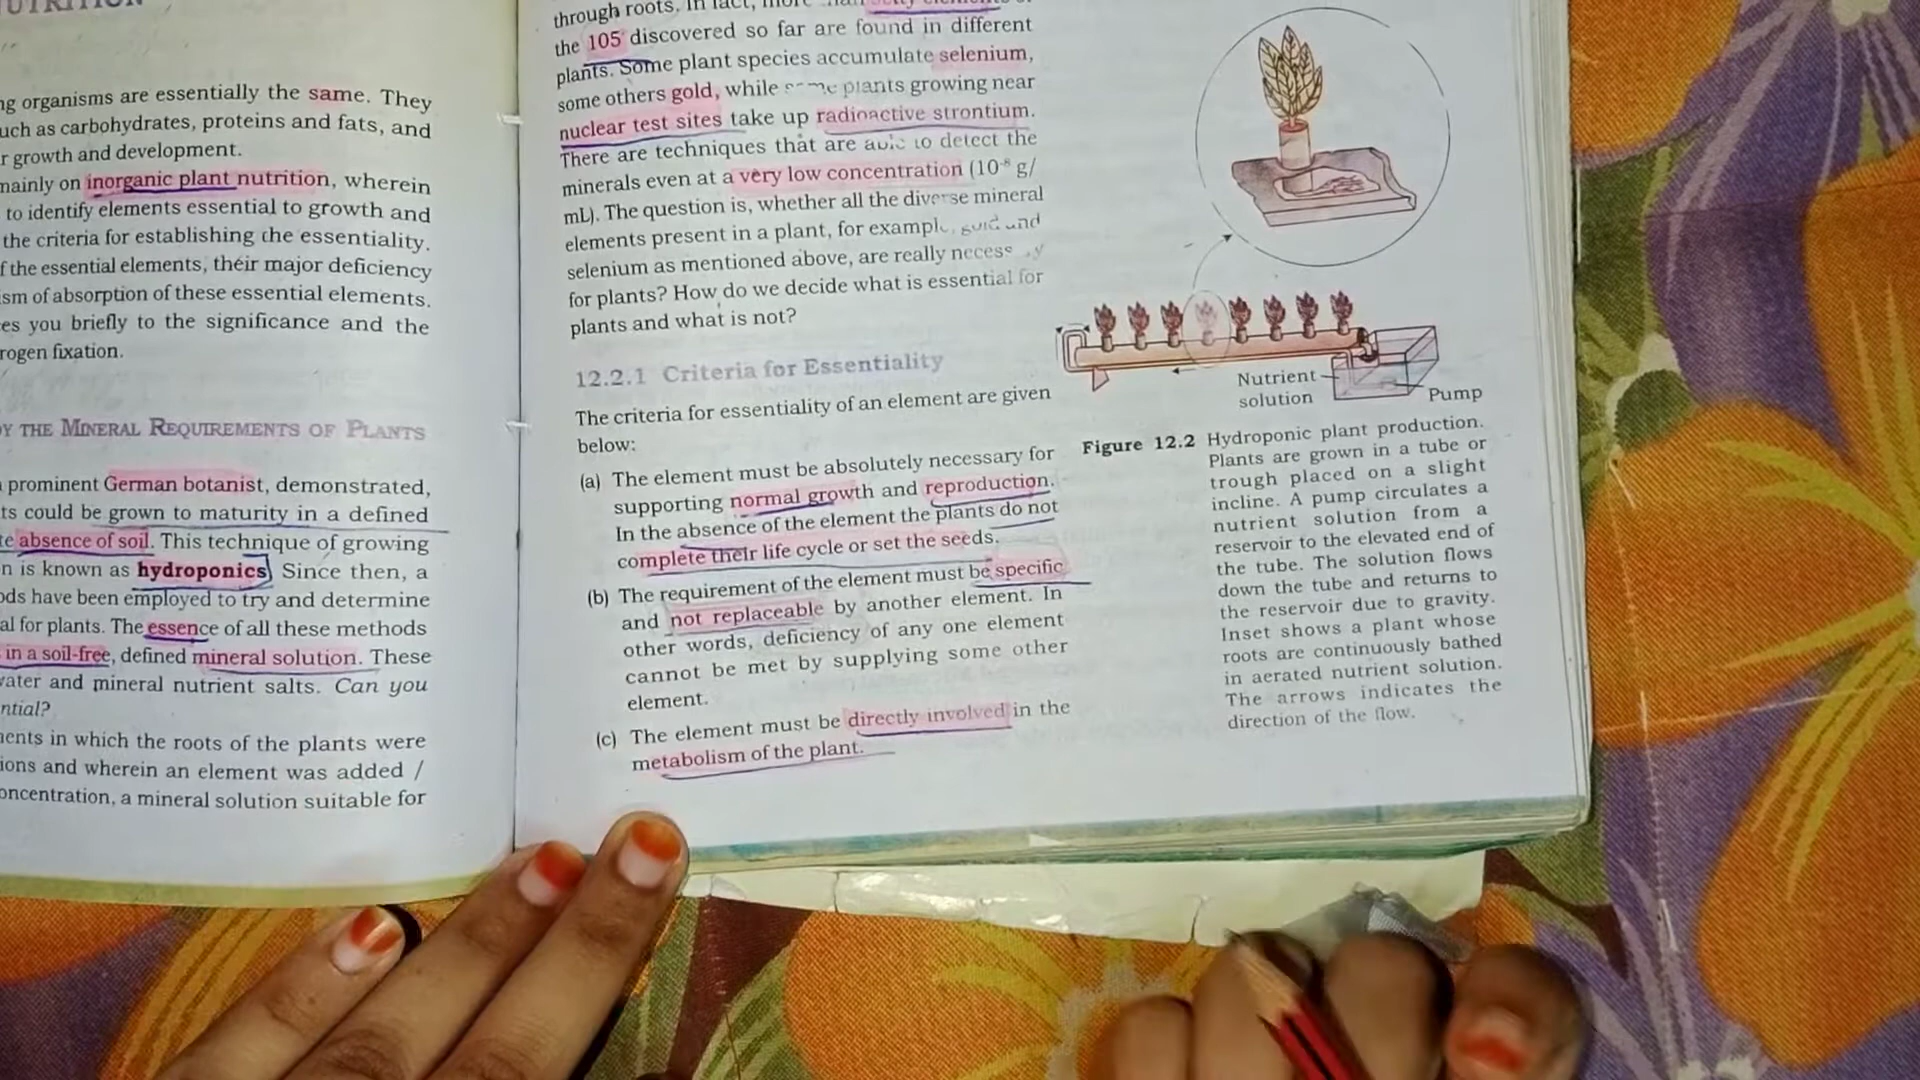 UTRITION
ng organisms are essentially the same. They
uch as carbohydrates, proteins and fats, and
r growth and development.
mainly on inorganic plant nutrition, wherein
to identify elements essential to growth and
the criteria for establishing the essentiality.
f the essential elements, their major deficiency
sm of absorption of these essential elements.
es you briefly to the significance and the
rogen fixation.
Y THE MINERAL REQUIREMENTS OF PLANTS
prominent German botanist, demonstrated,
ts could be grown to maturity in a defined
te absence of soil. This technique of growing
n is known as hydroponics. Since then, a
ods have been employed to try and determine
al for plants. The essence of all these methods
in a soil-free, defined mineral solution. These
water and mineral nutrient salts. Can you
ntial?
ments in which the roots of the plants were
ions and wherein an element was added /
oncentration, a mineral solution suitable for
through roots. In fact, more
the 105 discovered so far are found in different
plants. Some plant species accumulate selenium,
some others gold, while some plants growing near
nuclear test sites take up radioactive strontium.
There are techniques that are able to detect the
minerals even at a very low concentration (10⁻⁸ g/
mL). The question is, whether all the diverse mineral
elements present in a plant, for example, gold and
selenium as mentioned above, are really necessary
for plants? How do we decide what is essential for
plants and what is not?
12.2.1 Criteria for Essentiality
The criteria for essentiality of an element are given
below:
(a) The element must be absolutely necessary for
supporting normal growth and reproduction.
In the absence of the element the plants do not
complete their life cycle or set the seeds.
(b) The requirement of the element must be specific
and not replaceable by another element. In
other words, deficiency of any one element
cannot be met by supplying some other
element.
(c) The element must be directly involved in the
metabolism of the plant.
Nutrient
solution
Pump
Figure 12.2 Hydroponic plant production.
Plants are grown in a tube or
trough placed on a slight
incline. A pump circulates a
nutrient solution from a
reservoir to the elevated end of
the tube. The solution flows
down the tube and returns to
the reservoir due to gravity.
Inset shows a plant whose
roots are continuously bathed
in aerated nutrient solution.
The arrows indicates the
direction of the flow.